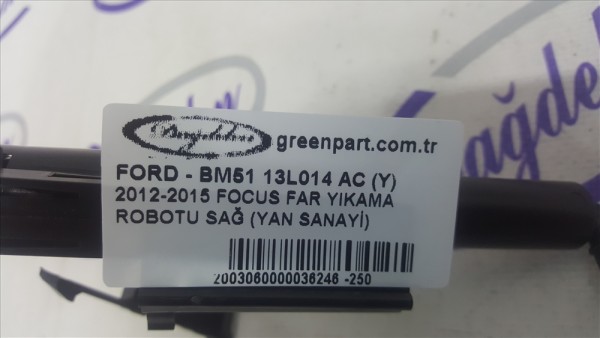 greenpart.com.tr
FORD - BM51 13L014 AC (Y)
2012-2015 FOCUS FAR YIKAMA
ROBOTU SAĞ (YAN SANAYİ)
2003060000036246 -250